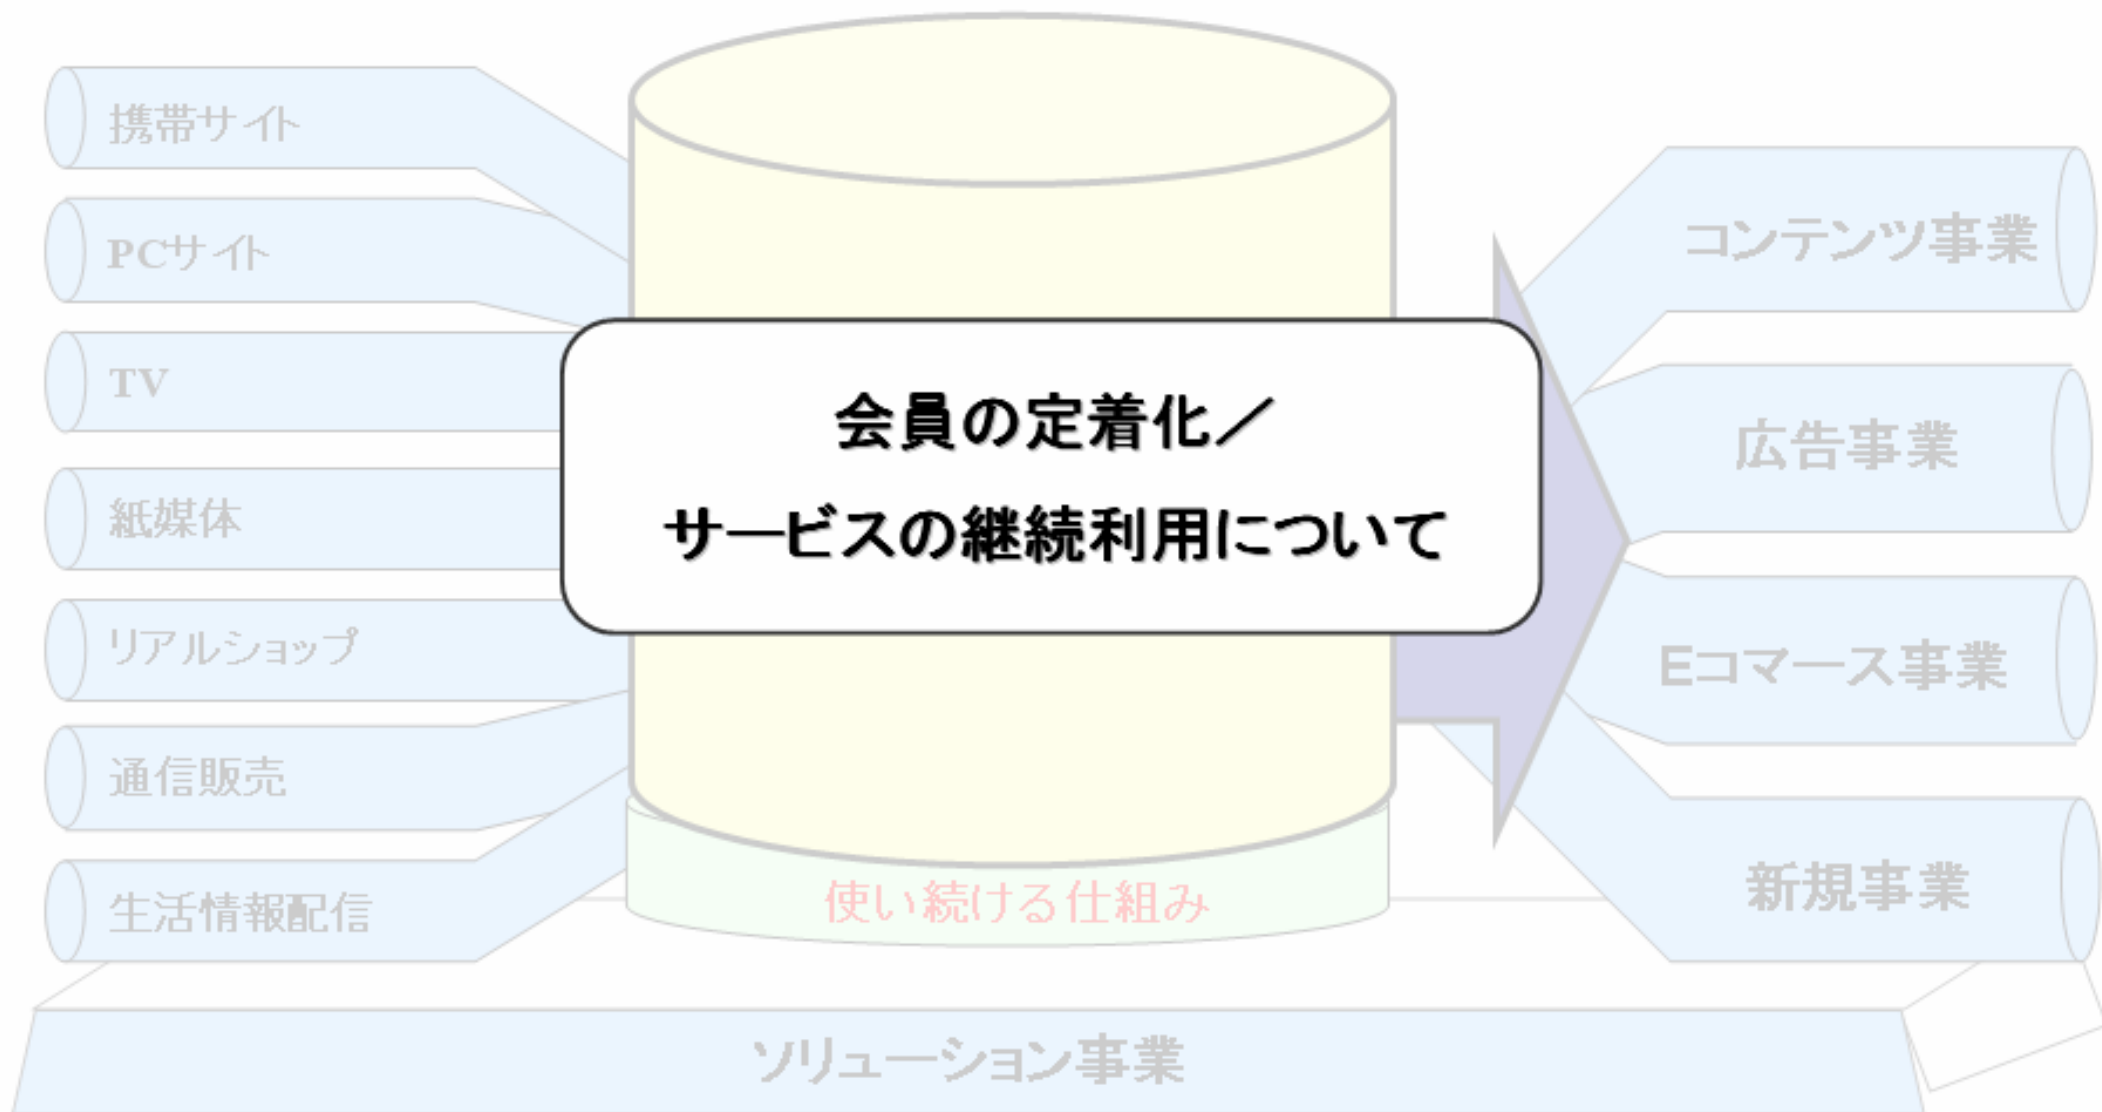 携帯サイト
PCサイト
TV
紙媒体
リアルショップ
通信販売
生活情報配信
会員の定着化／
サービスの継続利用について
使い続ける仕組み
コンテンツ事業
広告事業
Eコマース事業
新規事業
ソリューション事業